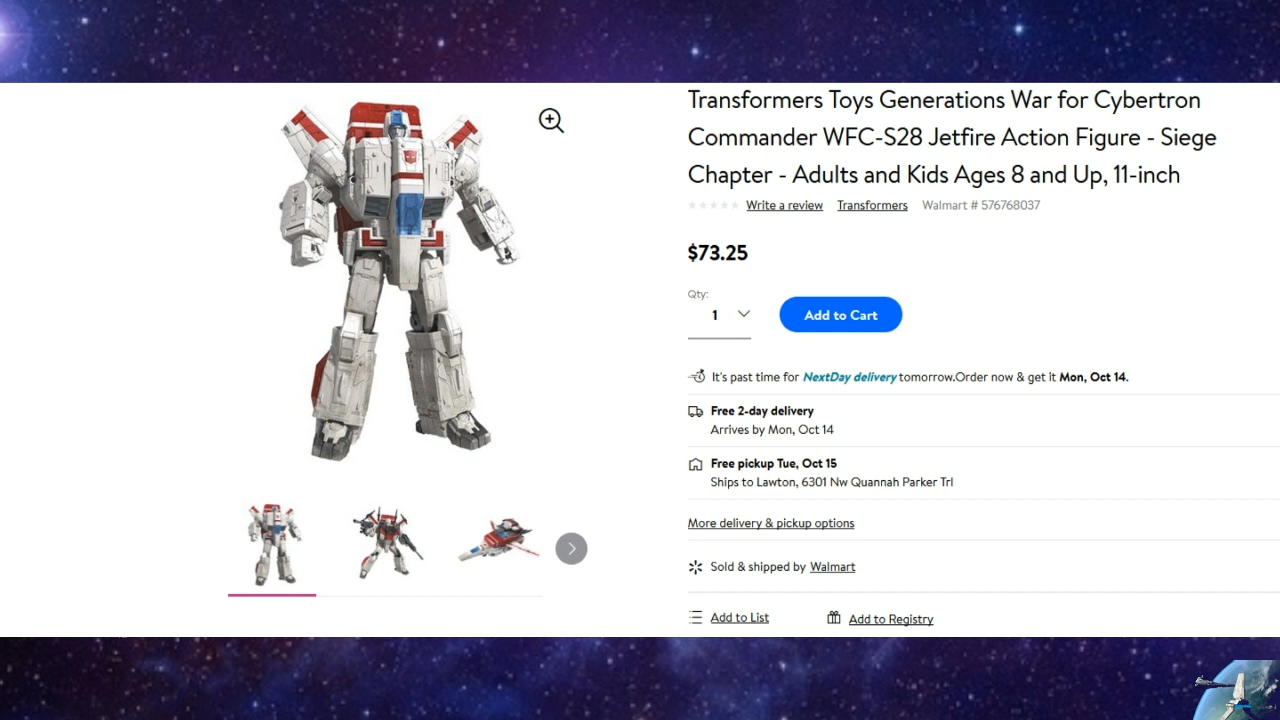 Transformers Toys Generations War for Cybertron
Commander WFC-S28 Jetfire Action Figure - Siege
Chapter - Adults and Kids Ages 8 and Up, 11-inch
Write a review Transformers Walmart # 576768037
$73.25
Qty:
1
Add to Cart
It's past time for NextDay delivery tomorrow.Order now & get it Mon, Oct 14.
Free 2-day delivery
Arrives by Mon, Oct 14
Free pickup Tue, Oct 15
Ships to Lawton, 6301 Nw Quannah Parker Trl
More delivery & pickup options
Sold & shipped by Walmart
Add to List Add to Registry